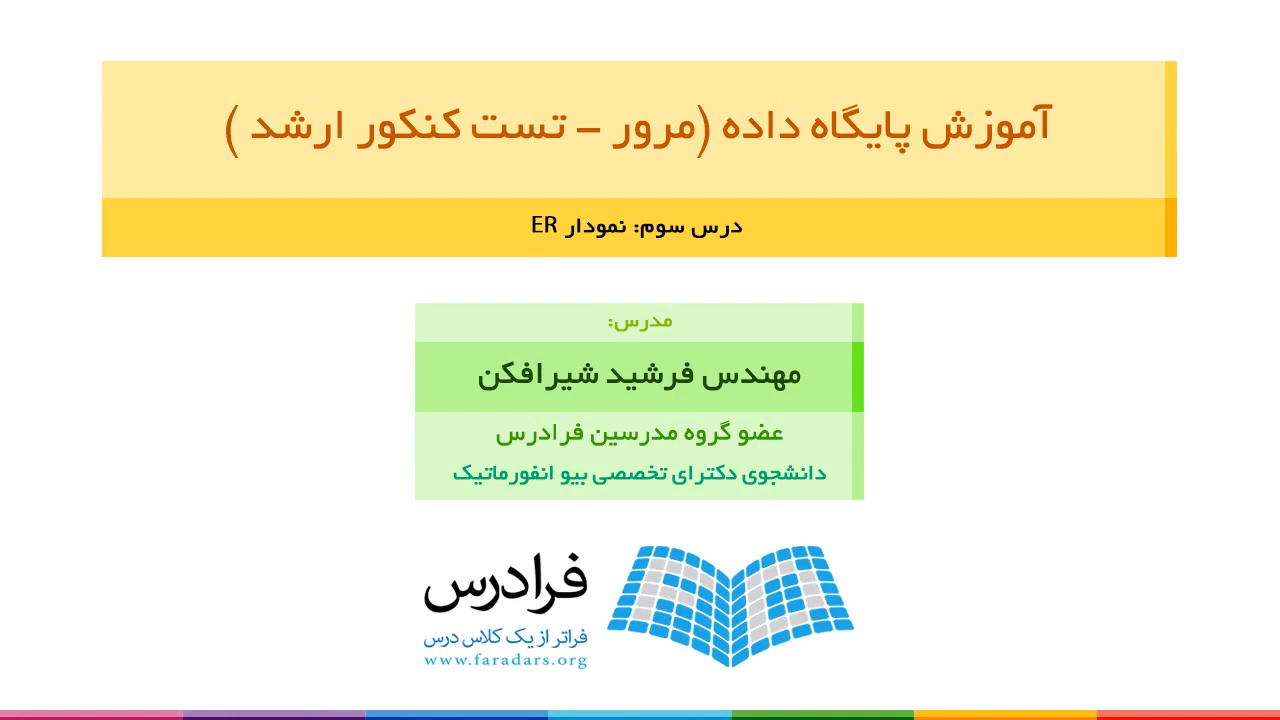 آموزش پایگاه داده (مرور – تست کنکور ارشد )
درس سوم: نمودار ER
مدرس:
مهندس فرشید شیرافکن
عضو گروه مدرسین فرادرس
دانشجوی دکترای تخصصی بیو انفورماتیک
فرادرس
فراتر از یک کلاس درس
www.faradars.org